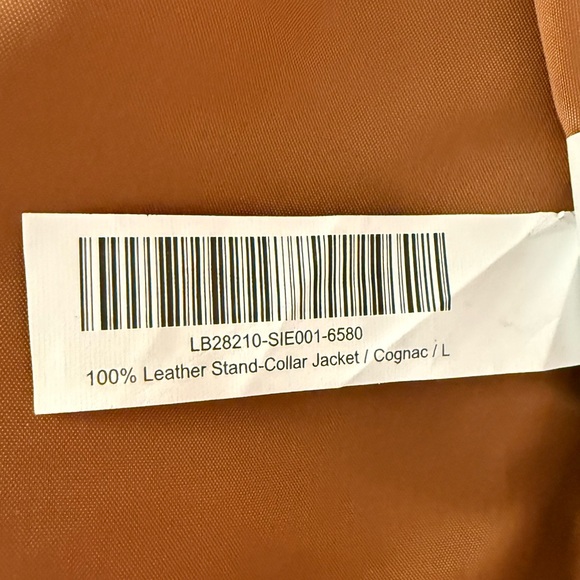 LB28210-SIE001-6580
100% Leather Stand-Collar Jacket / Cognac / L